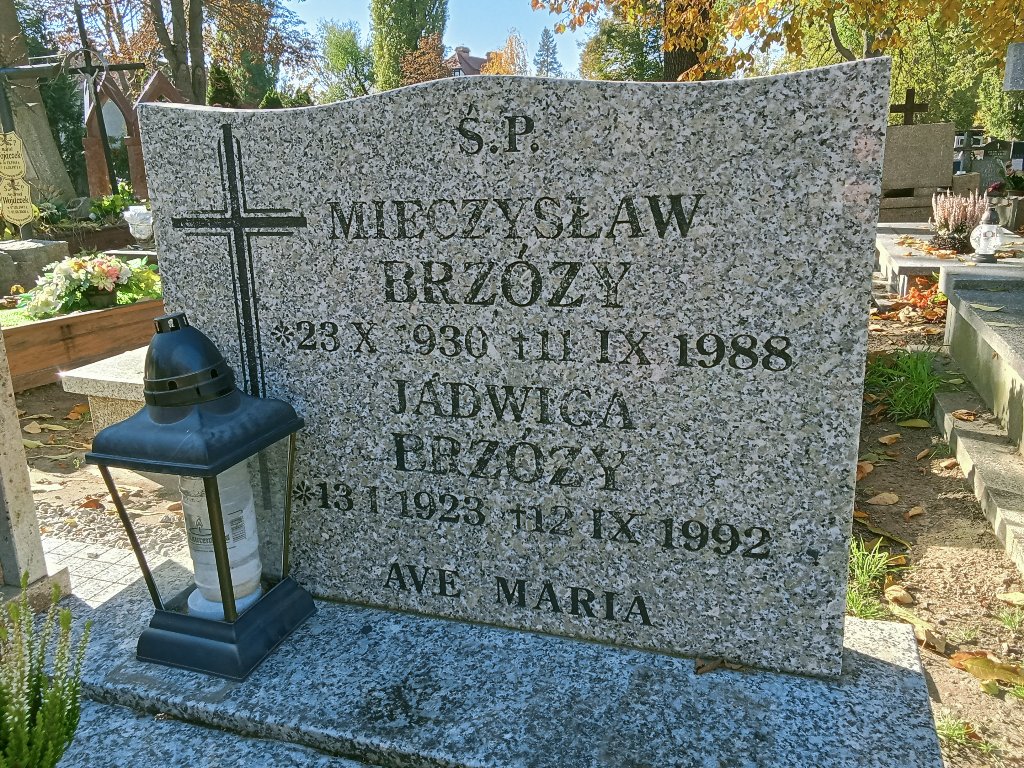 Ś.P.
MIECZYSŁAW
BRZÓZY
*23 X 1930 †11 IX 1988
JADWIGA
BRZÓZY
*13 I 1923 †12 IX 1992
AVE MARIA